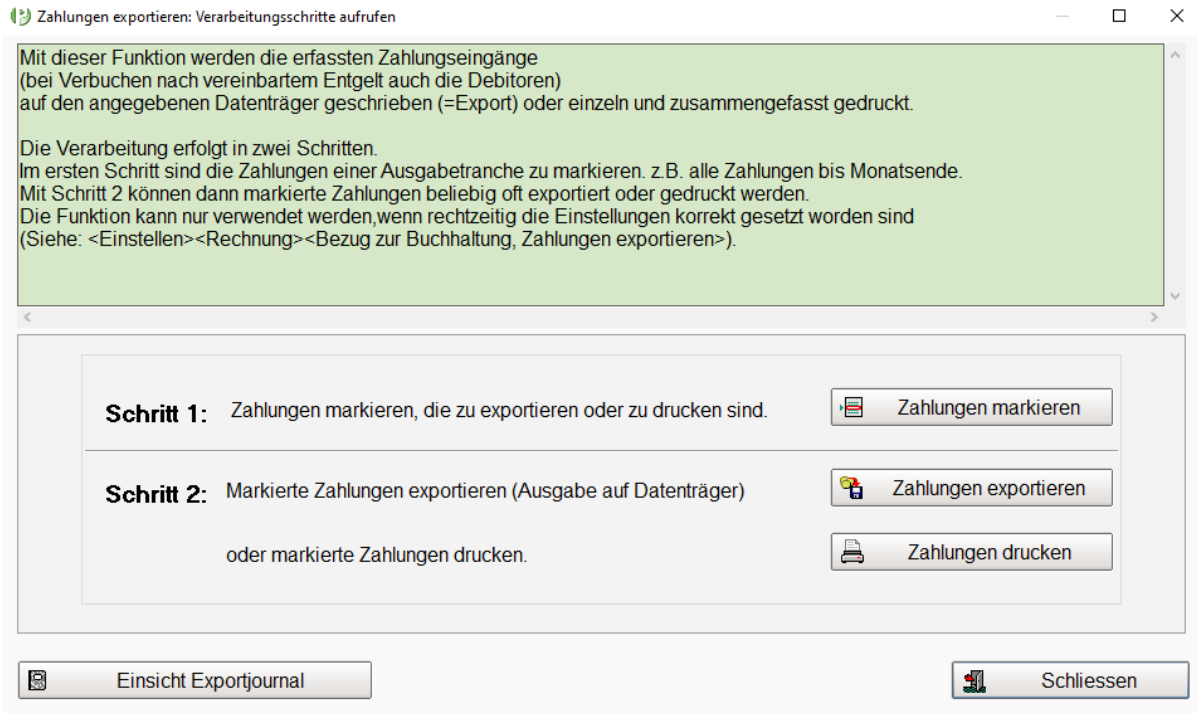 Zahlungen exportieren: Verarbeitungsschritte aufrufen
Mit dieser Funktion werden die erfassten Zahlungseingänge
(bei Verbuchen nach vereinbartem Entgelt auch die Debitoren)
auf den angegebenen Datenträger geschrieben (=Export) oder einzeln und zusammengefasst gedruckt.
Die Verarbeitung erfolgt in zwei Schritten.
Im ersten Schritt sind die Zahlungen einer Ausgabetranche zu markieren. z.B. alle Zahlungen bis Monatsende.
Mit Schritt 2 können dann markierte Zahlungen beliebig oft exportiert oder gedruckt werden.
Die Funktion kann nur verwendet werden,wenn rechtzeitig die Einstellungen korrekt gesetzt worden sind
(Siehe: <Einstellen><Rechnung><Bezug zur Buchhaltung, Zahlungen exportieren>).
Schritt 1: Zahlungen markieren, die zu exportieren oder zu drucken sind. Zahlungen markieren
Schritt 2: Markierte Zahlungen exportieren (Ausgabe auf Datenträger) Zahlungen exportieren
oder markierte Zahlungen drucken. Zahlungen drucken
Einsicht Exportjournal Schliessen